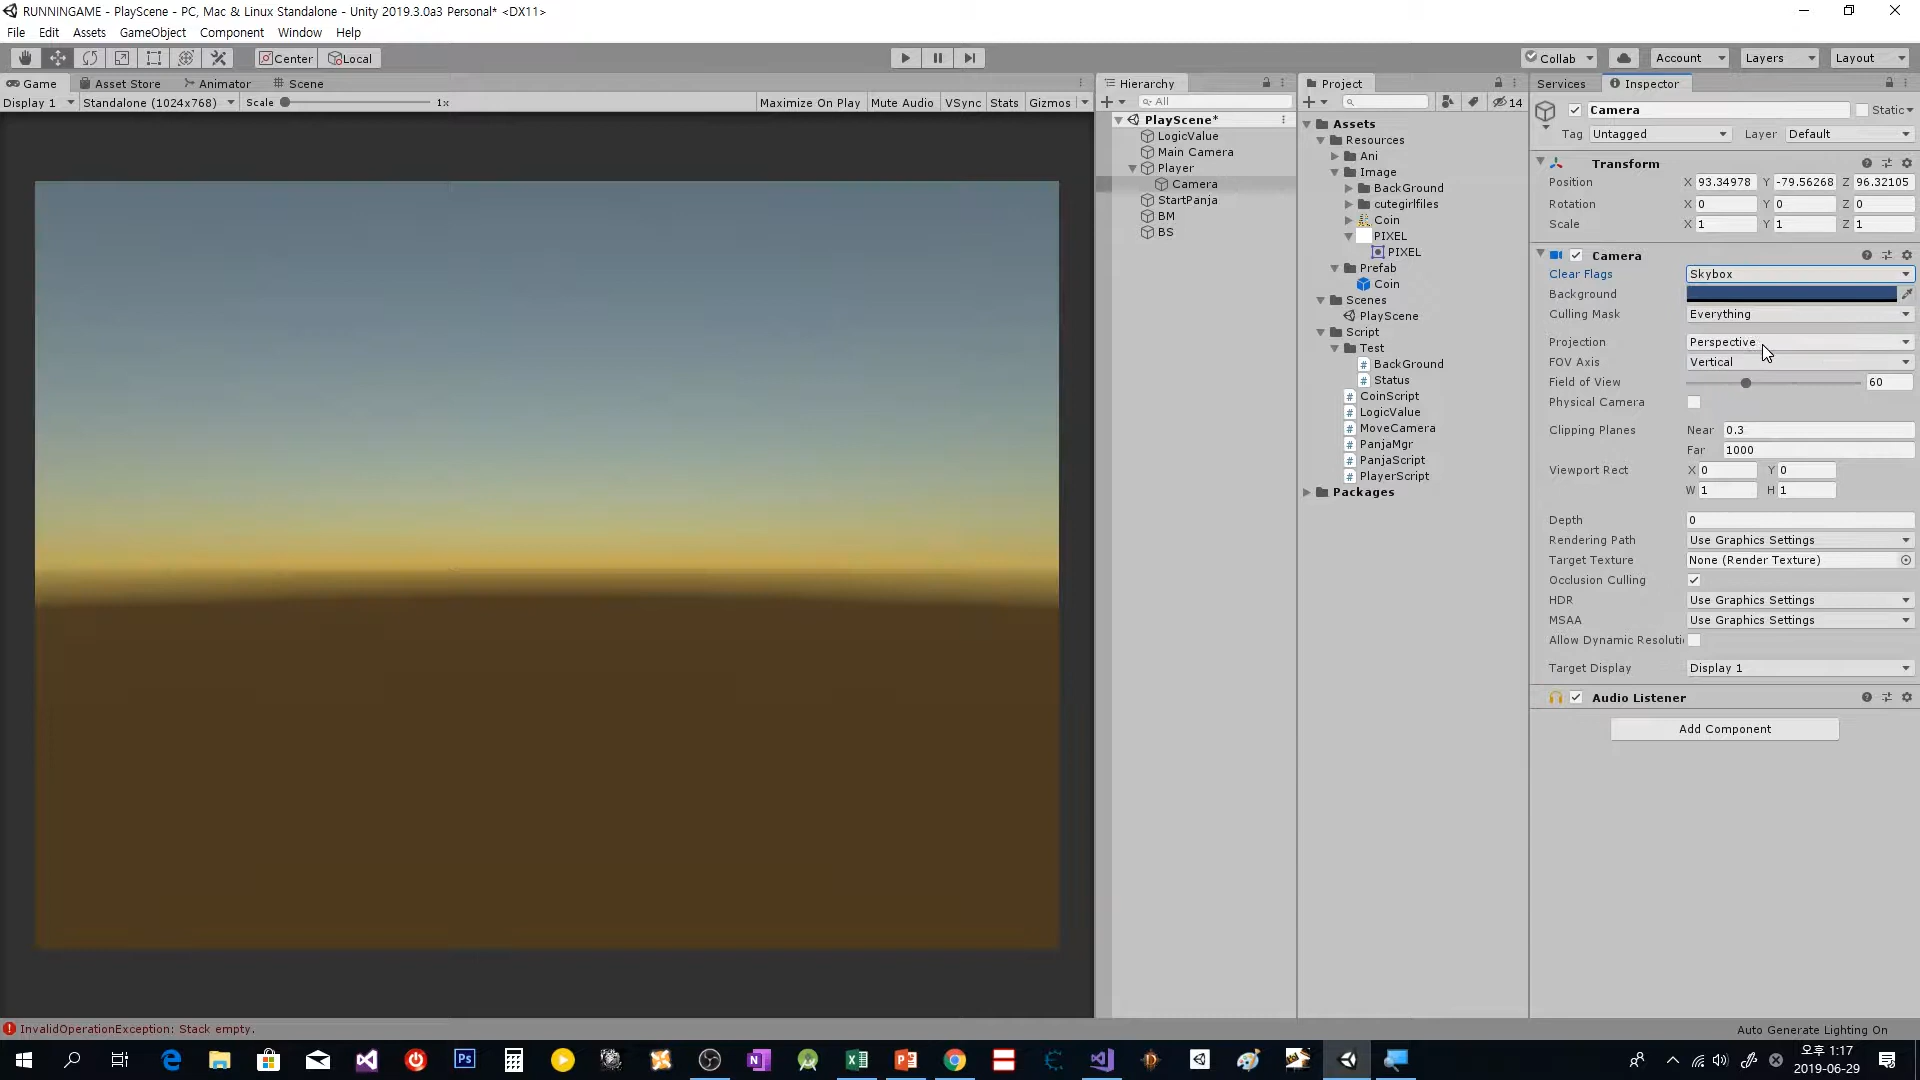 RUNNINGAME - PlayScene - PC, Mac & Linux Standalone - Unity 2019.3.0a3 Personal* <DX11>
File Edit Assets GameObject Component Window Help
Center Local Collab Account Layers Layout
Game Asset Store Animator Scene
Display 1 Standalone (1024x768) Scale 1x Maximize On Play Mute Audio VSync Stats Gizmos
Hierarchy
All
PlayScene*
LogicValue
Main Camera
Player
Camera
StartPanja
BM
BS
Project
14
Assets
Resources
Ani
Image
BackGround
cutegirlfiles
Coin
PIXEL
PIXEL
Prefab
Coin
Scenes
PlayScene
Script
Test
BackGround
Status
CoinScript
LogicValue
MoveCamera
PanjaMgr
PanjaScript
PlayerScript
Packages
Services Inspector
Camera Static
Tag Untagged Layer Default
Transform
Position X 93.34978 Y -79.56268 Z 96.32105
Rotation X 0 Y 0 Z 0
Scale X 1 Y 1 Z 1
Camera
Clear Flags Skybox
Background
Culling Mask Everything
Projection Perspective
FOV Axis Vertical
Field of View 60
Physical Camera
Clipping Planes Near 0.3
Far 1000
Viewport Rect X 0 Y 0
W 1 H 1
Depth 0
Rendering Path Use Graphics Settings
Target Texture None (Render Texture)
Occlusion Culling
HDR Use Graphics Settings
MSAA Use Graphics Settings
Allow Dynamic Resoluti
Target Display Display 1
Audio Listener
Add Component
InvalidOperationException: Stack empty.
Auto Generate Lighting On
오후 1:17
2019-06-29